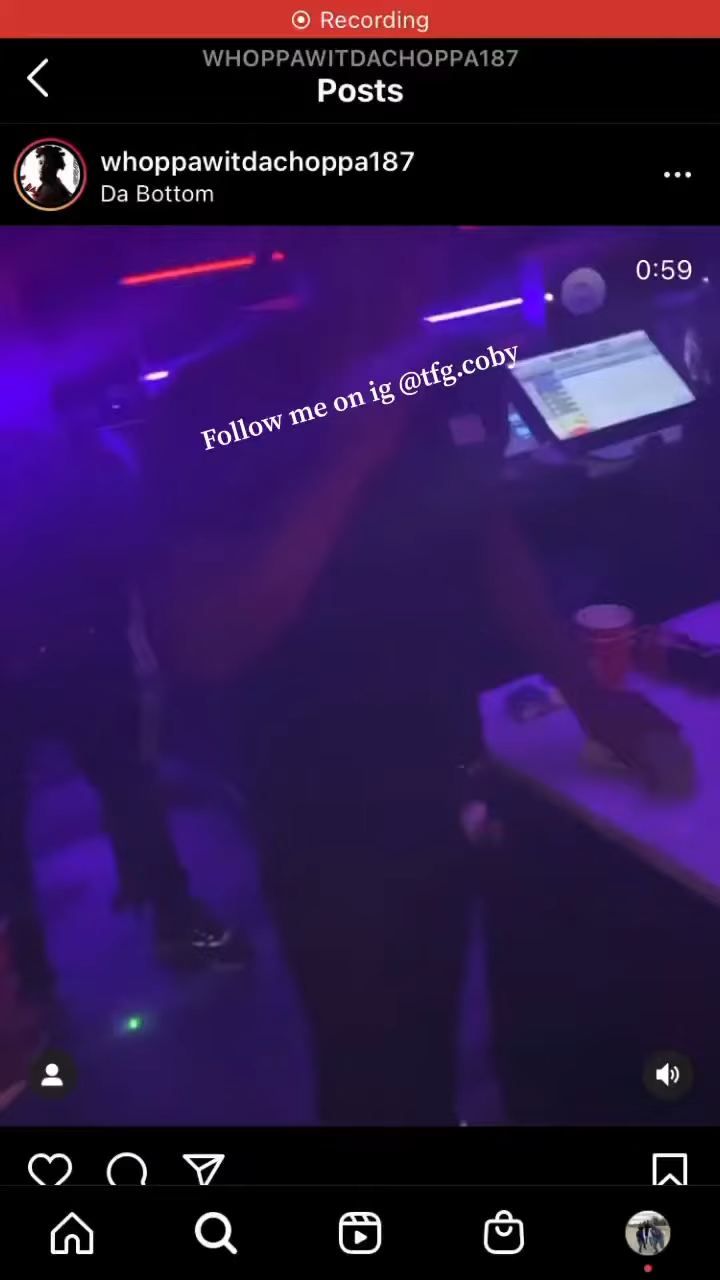 Recording
WHOPPAWITDACHOPPA187
Posts
whoppawitdachoppa187
Da Bottom
0:59
Follow me on ig @tfg.coby